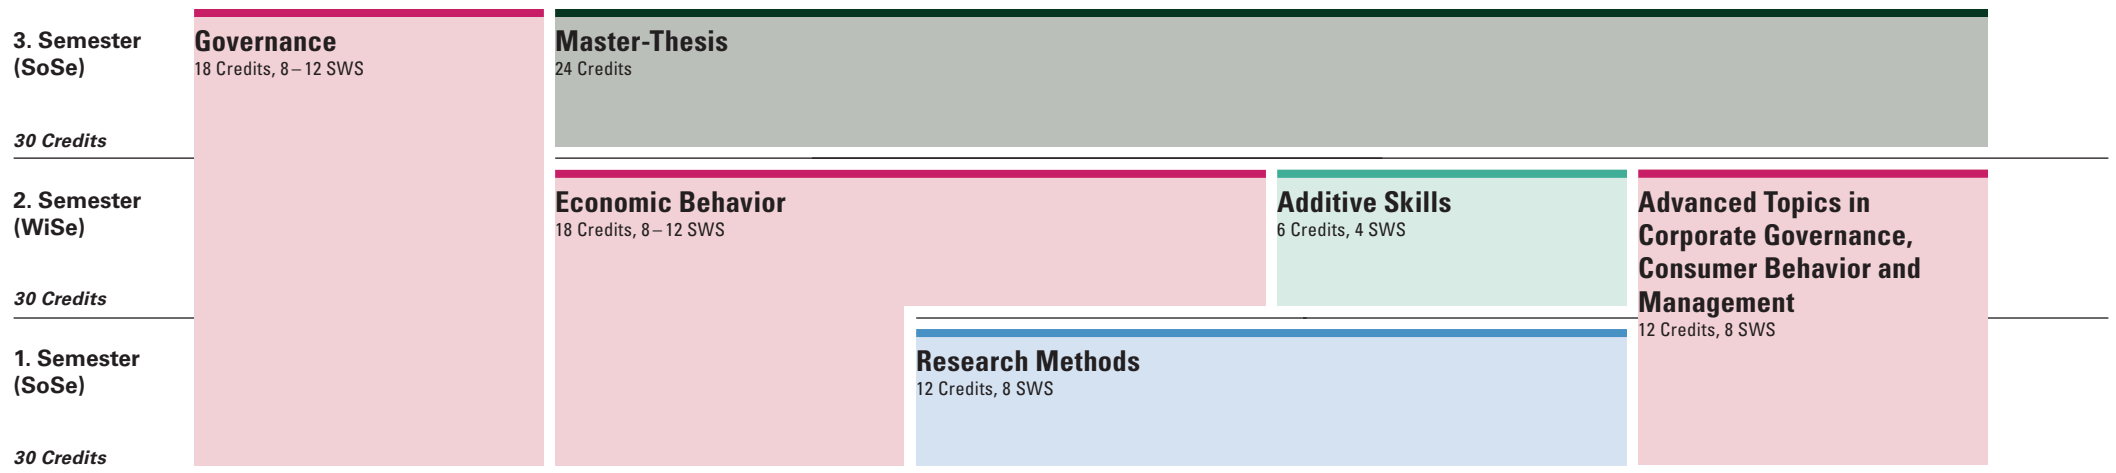 3. Semester
(SoSe)
30 Credits
Governance
18 Credits, 8 – 12 SWS
Master-Thesis
24 Credits
2. Semester
(WiSe)
30 Credits
Economic Behavior
18 Credits, 8 – 12 SWS
Additive Skills
6 Credits, 4 SWS
Advanced Topics in
Corporate Governance,
Consumer Behavior and
Management
12 Credits, 8 SWS
1. Semester
(SoSe)
30 Credits
Research Methods
12 Credits, 8 SWS